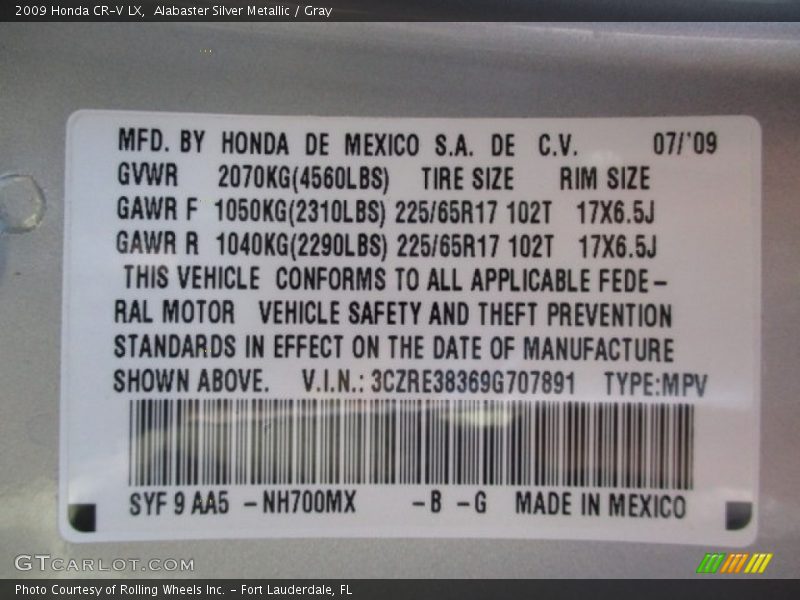 2009 Honda CR-V LX,  Alabaster Silver Metallic / Gray
MFD. BY HONDA DE MEXICO S.A. DE C.V. 07/'09
GVWR 2070KG(4560LBS) TIRE SIZE RIM SIZE
GAWR F 1050KG(2310LBS) 225/65R17 102T 17X6.5J
GAWR R 1040KG(2290LBS) 225/65R17 102T 17X6.5J
THIS VEHICLE CONFORMS TO ALL APPLICABLE FEDE-
RAL MOTOR VEHICLE SAFETY AND THEFT PREVENTION
STANDARDS IN EFFECT ON THE DATE OF MANUFACTURE
SHOWN ABOVE. V.I.N.: 3CZRE38369G707891 TYPE:MPV
SYF 9 AA5 -NH700MX -B -G MADE IN MEXICO
GTCARLOT.COM
Photo Courtesy of Rolling Wheels Inc. - Fort Lauderdale, FL